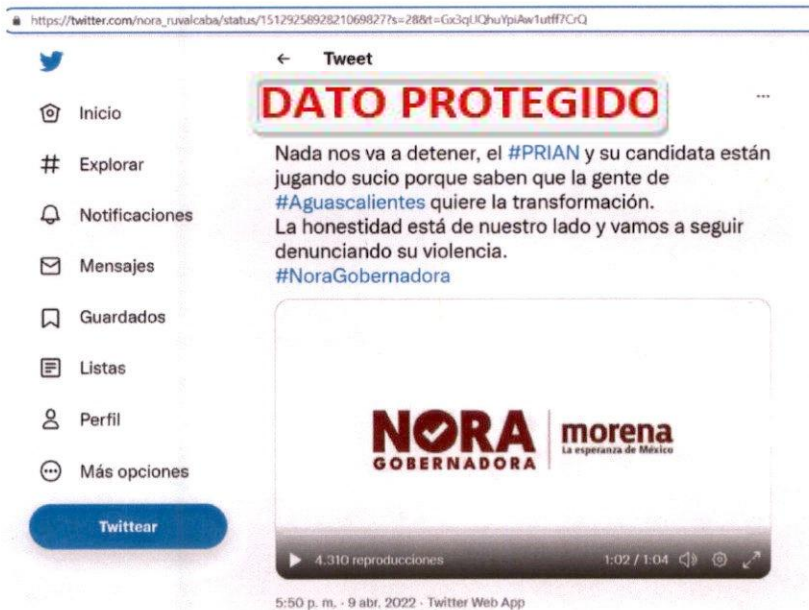 https://twitter.com/nora_ruvalcaba/status/1512925892821069827?s=28&t=Gx3qUQhuYpiAw1utff7CrQ
← Tweet
DATO PROTEGIDO
...
Inicio
Explorar
Notificaciones
Mensajes
Guardados
Listas
Perfil
Más opciones
Twittear
Nada nos va a detener, el #PRIAN y su candidata están
jugando sucio porque saben que la gente de
#Aguascalientes quiere la transformación.
La honestidad está de nuestro lado y vamos a seguir
denunciando su violencia.
#NoraGobernadora
NORA
GOBERNADORA
morena
La esperanza de México
4.310 reproducciones
1:02 / 1:04
5:50 p. m. · 9 abr. 2022 · Twitter Web App